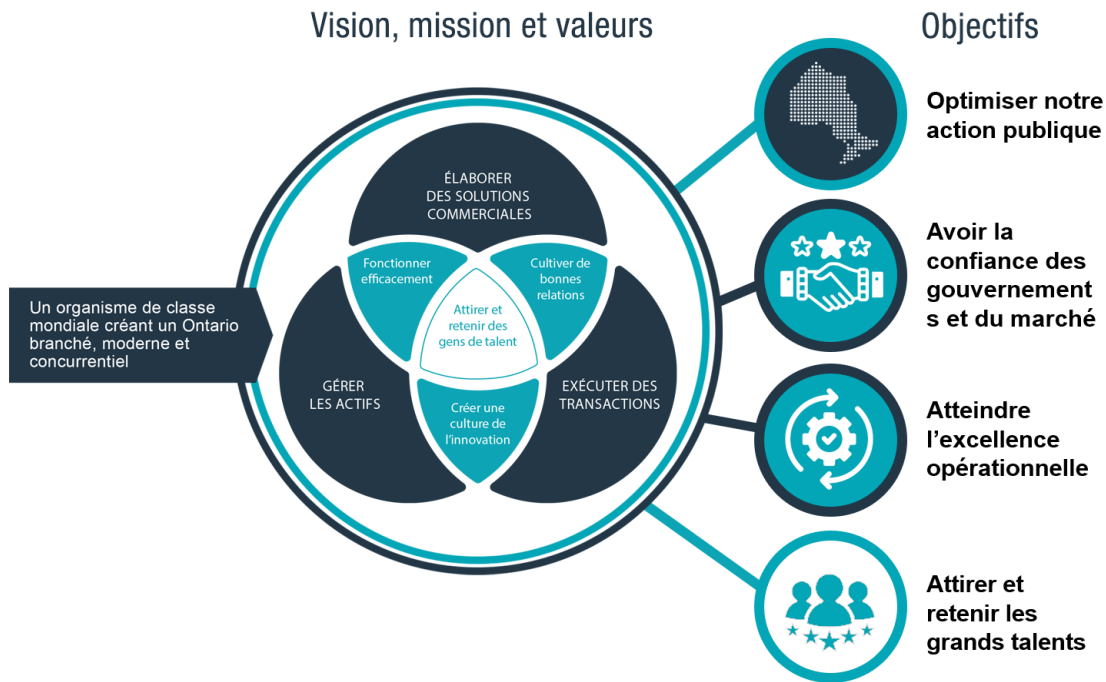 Vision, mission et valeurs
Un organisme de classe
mondiale créant un Ontario
branché, moderne et
concurrentiel
ÉLABORER
DES SOLUTIONS
COMMERCIALES
Fonctionner
efficacement
Cultiver de
bonnes
relations
Attirer et
retenir des
gens de talent
GÉRER
LES ACTIFS
Créer une
culture de
l'innovation
EXÉCUTER DES
TRANSACTIONS
Objectifs
Optimiser notre
action publique
Avoir la
confiance des
gouvernement
s et du marché
Atteindre
l’excellence
opérationnelle
Attirer et
retenir les
grands talents